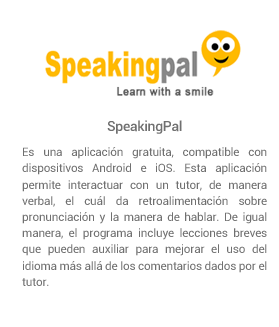 Speakingpal
Learn with a smile
SpeakingPal
Es una aplicación gratuita, compatible con
dispositivos Android e iOS. Esta aplicación
permite interactuar con un tutor, de manera
verbal, el cuál da retroalimentación sobre
pronunciación y la manera de hablar. De igual
manera, el programa incluye lecciones breves
que pueden auxiliar para mejorar el uso del
idioma más allá de los comentarios dados por el
tutor.